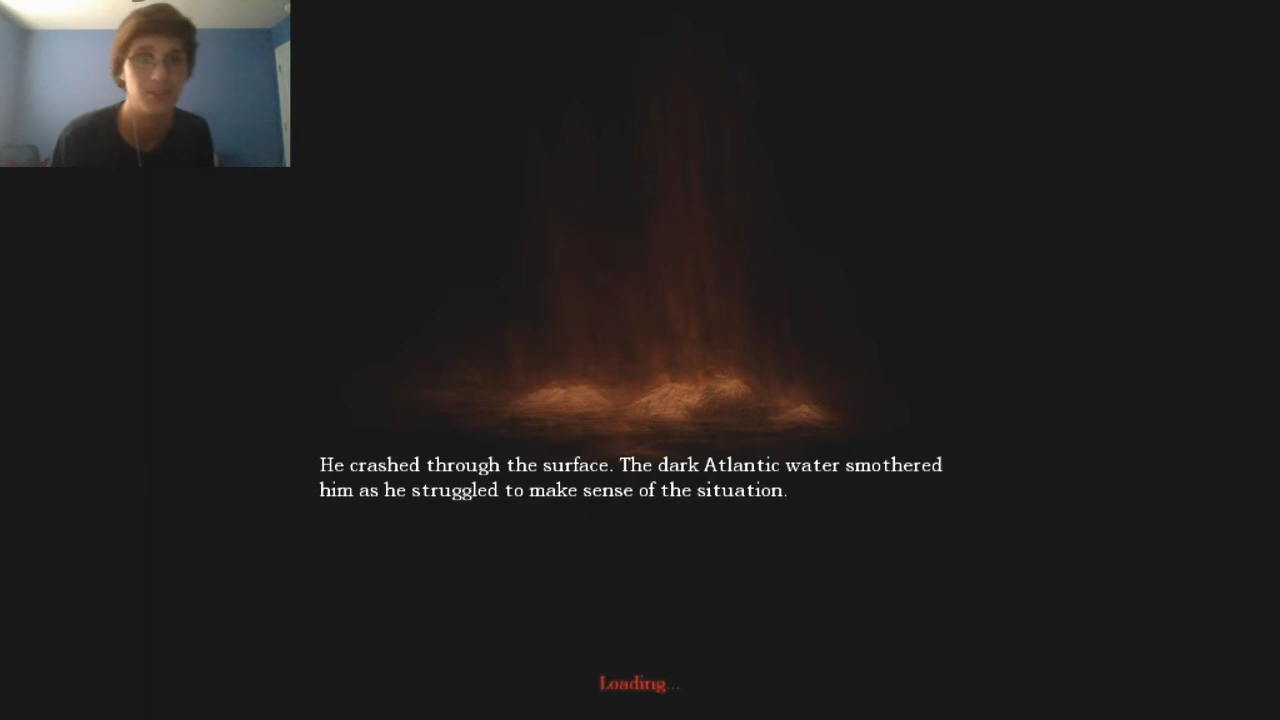 He crashed through the surface. The dark Atlantic water smothered
him as he struggled to make sense of the situation.
Loading...